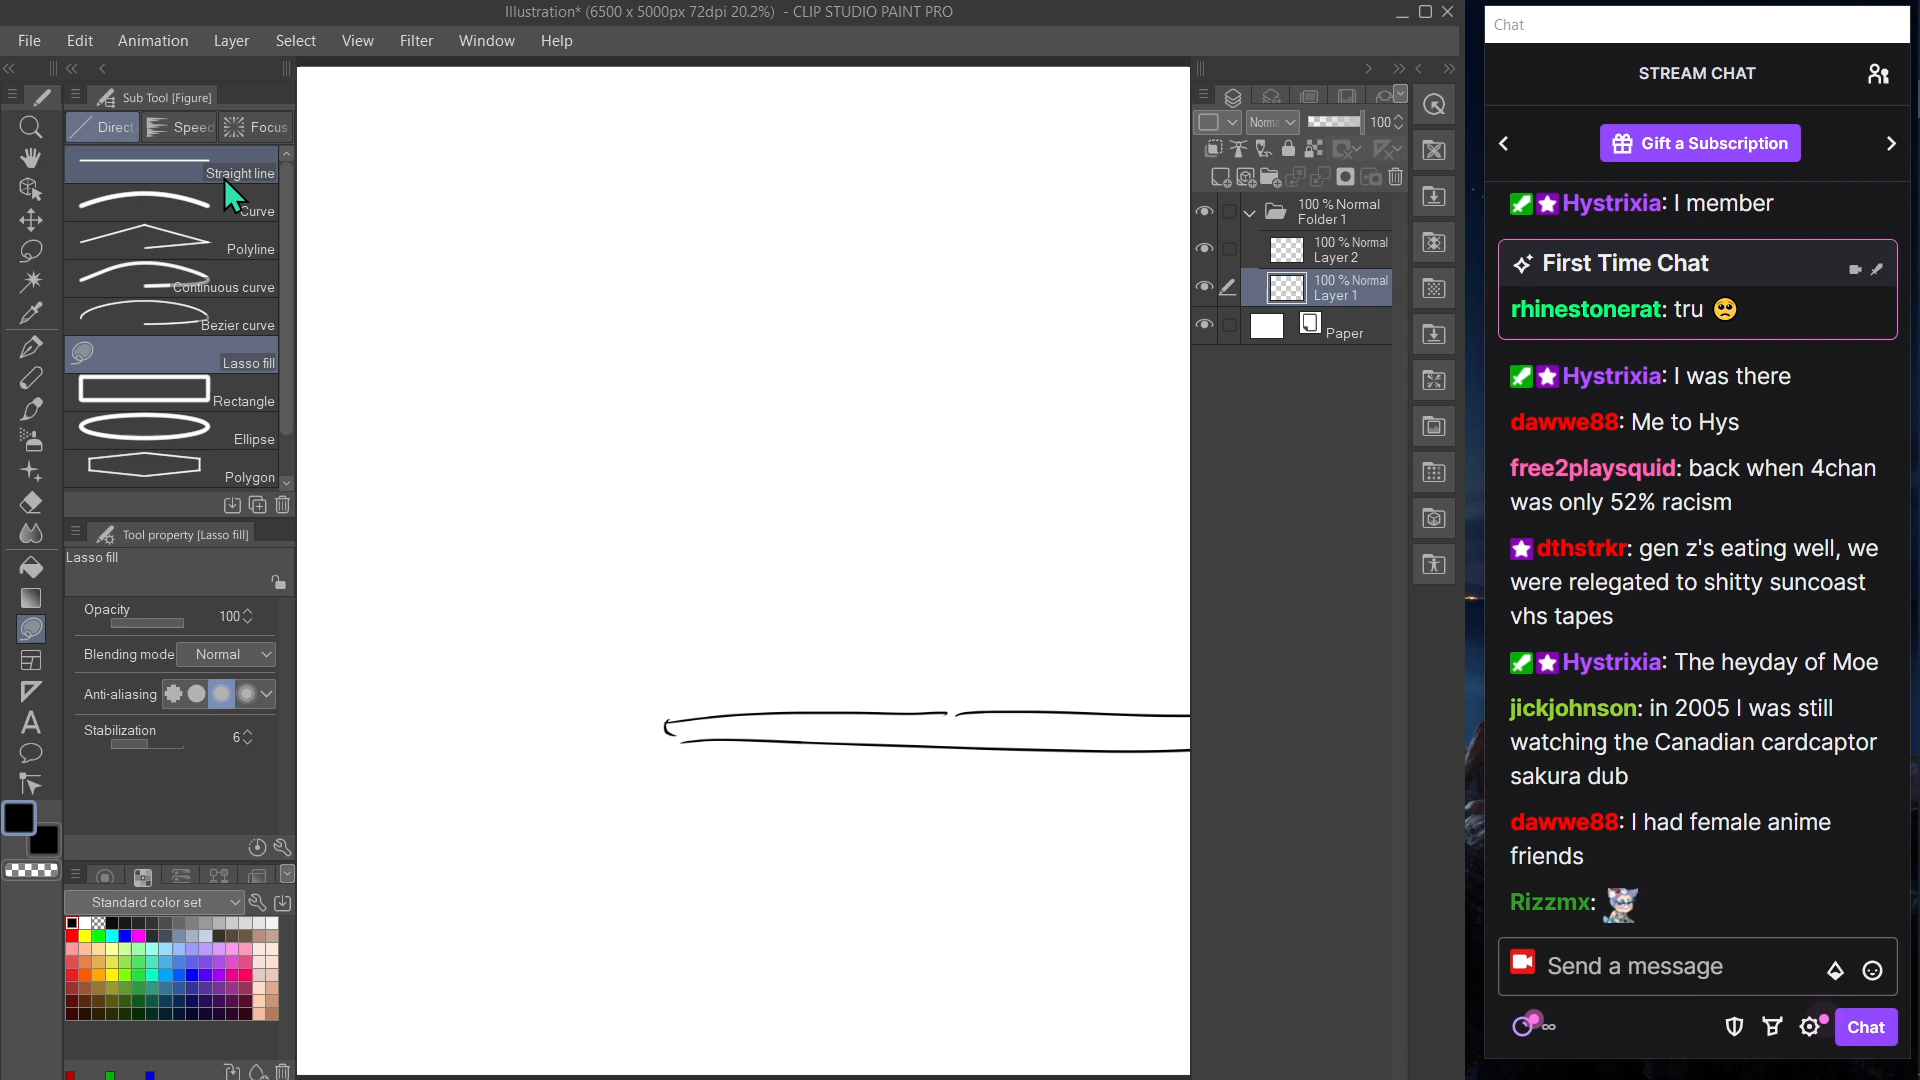 Illustration* (6500 x 5000px 72dpi 20.2%) - CLIP STUDIO PAINT PRO
File Edit Animation Layer Select View Filter Window Help
Sub Tool [Figure]
Direct Speed Focus
Straight line
Curve
Polyline
Continuous curve
Bezier curve
Lasso fill
Rectangle
Ellipse
Polygon
Tool property [Lasso fill]
Lasso fill
Opacity 100
Blending mode Normal
Anti-aliasing
Stabilization 6
Standard color set
Norma 100
100 % Normal
Folder 1
100 % Normal
Layer 2
100 % Normal
Layer 1
Paper
Chat
STREAM CHAT
Gift a Subscription
Hystrixia: I member
First Time Chat
rhinestonerat: tru 🥺
Hystrixia: I was there
dawwe88: Me to Hys
free2playsquid: back when 4chan
was only 52% racism
dthstrkr: gen z's eating well, we
were relegated to shitty suncoast
vhs tapes
Hystrixia: The heyday of Moe
jickjohnson: in 2005 I was still
watching the Canadian cardcaptor
sakura dub
dawwe88: I had female anime
friends
Rizzmx:
Send a message
∞
Chat